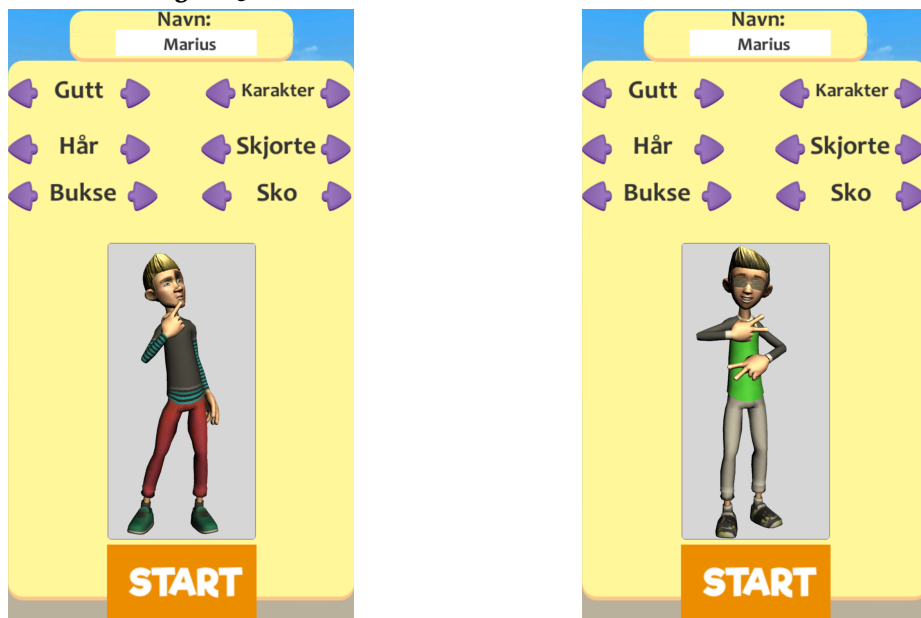 Navn:
Marius
Gutt Karakter
Hår Skjorte
Bukse Sko
START
Navn:
Marius
Gutt Karakter
Hår Skjorte
Bukse Sko
START